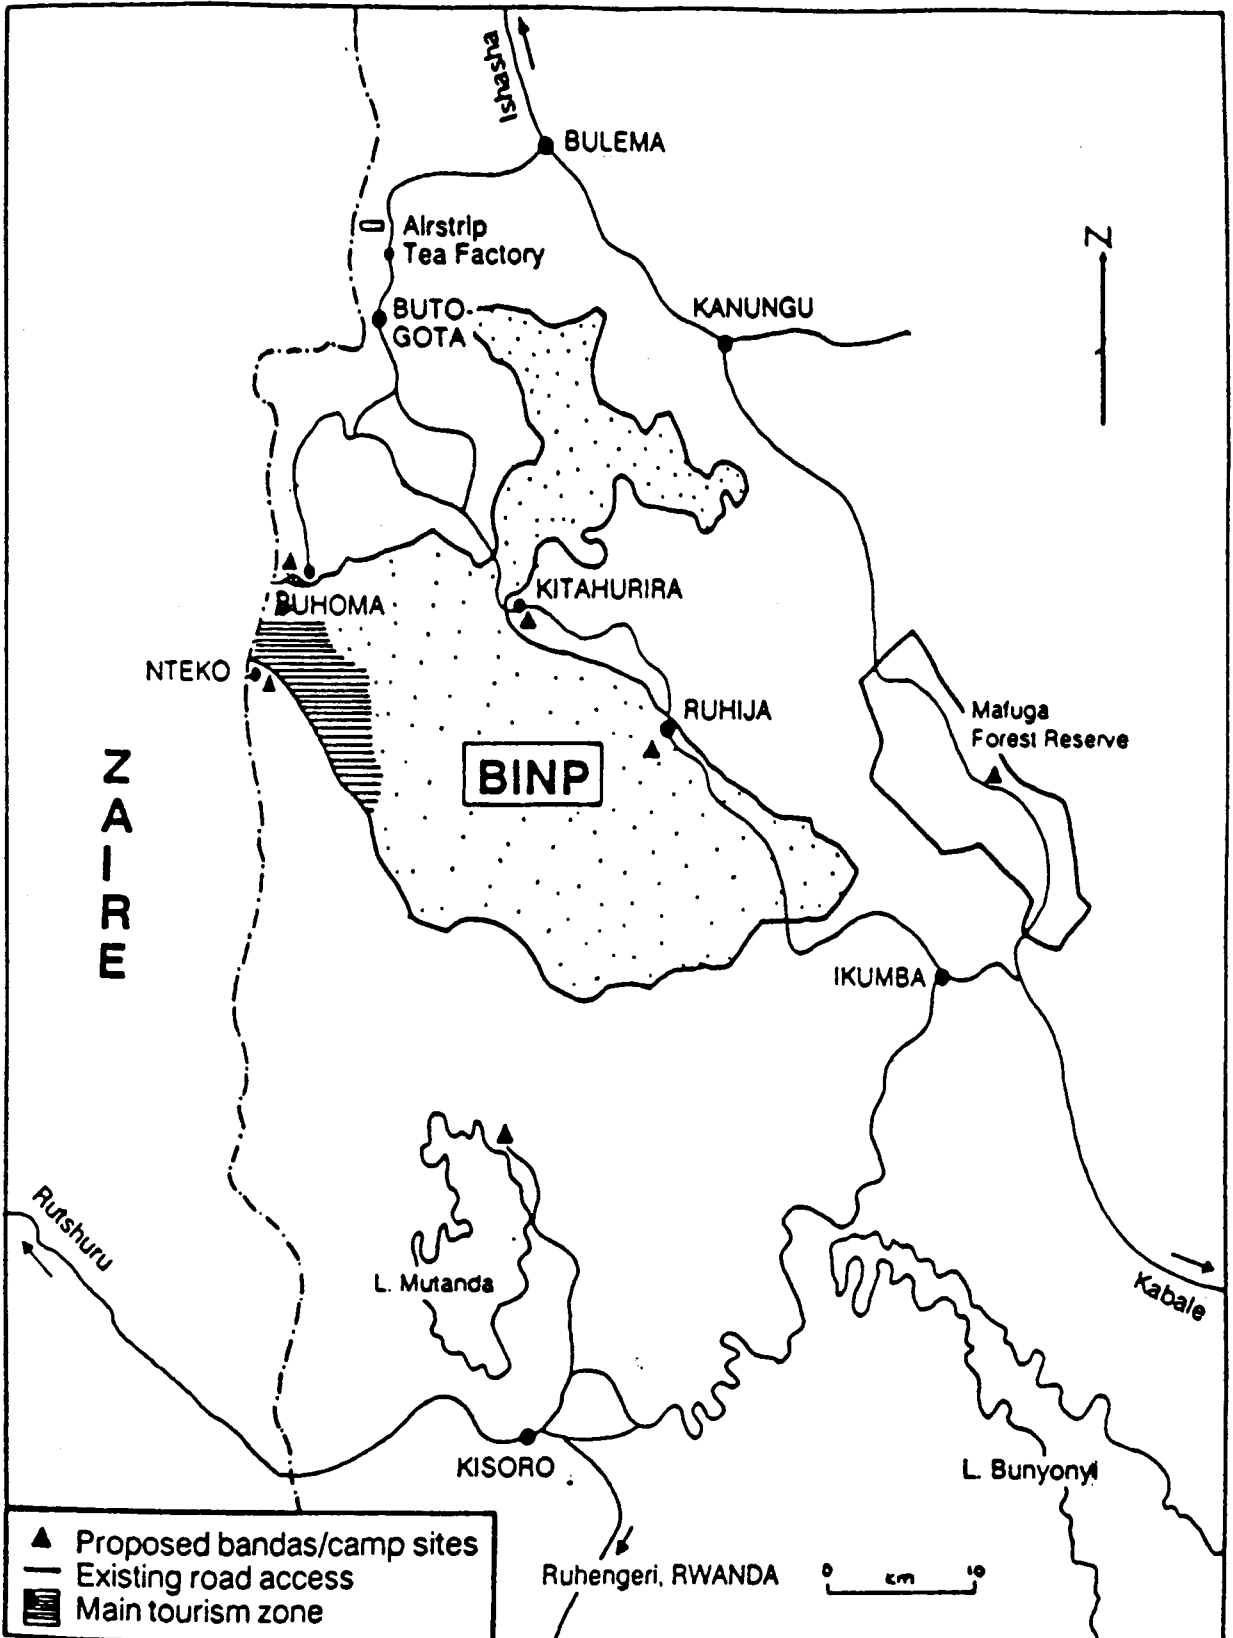 Ishasha
BULEMA
Airstrip
Tea Factory
N
BUTO-
GOTA
KANUNGU
KITAHURIRA
BUHOMA
NTEKO
RUHIJA
Mafuga
Forest Reserve
BINP
ZAIRE
IKUMBA
Rutshuru
L. Mutanda
Kabale
KISORO
L. Bunyonyi
Ruhengeri, RWANDA
0 km 10
Proposed bandas/camp sites
Existing road access
Main tourism zone